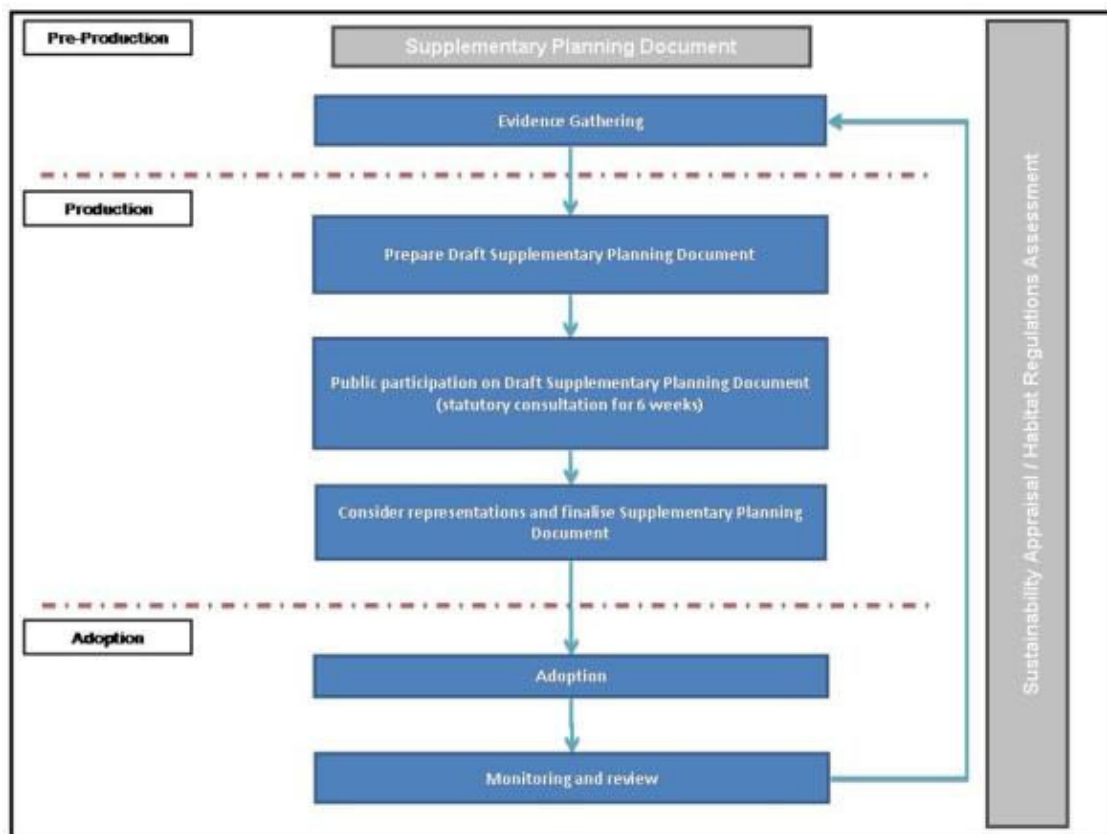 Pre-Production
Supplementary Planning Document
Evidence Gathering
Production
Prepare Draft Supplementary Planning Document
Public participation on Draft Supplementary Planning Document
(statutory consultation for 6 weeks)
Consider representations and finalise Supplementary Planning
Document
Adoption
Adoption
Monitoring and review
Sustainability Appraisal / Habitat Regulations Assessment